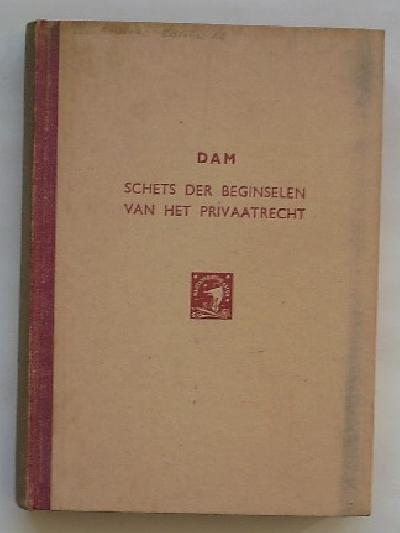 DAM
SCHETS DER BEGINSELEN
VAN HET PRIVAATRECHT